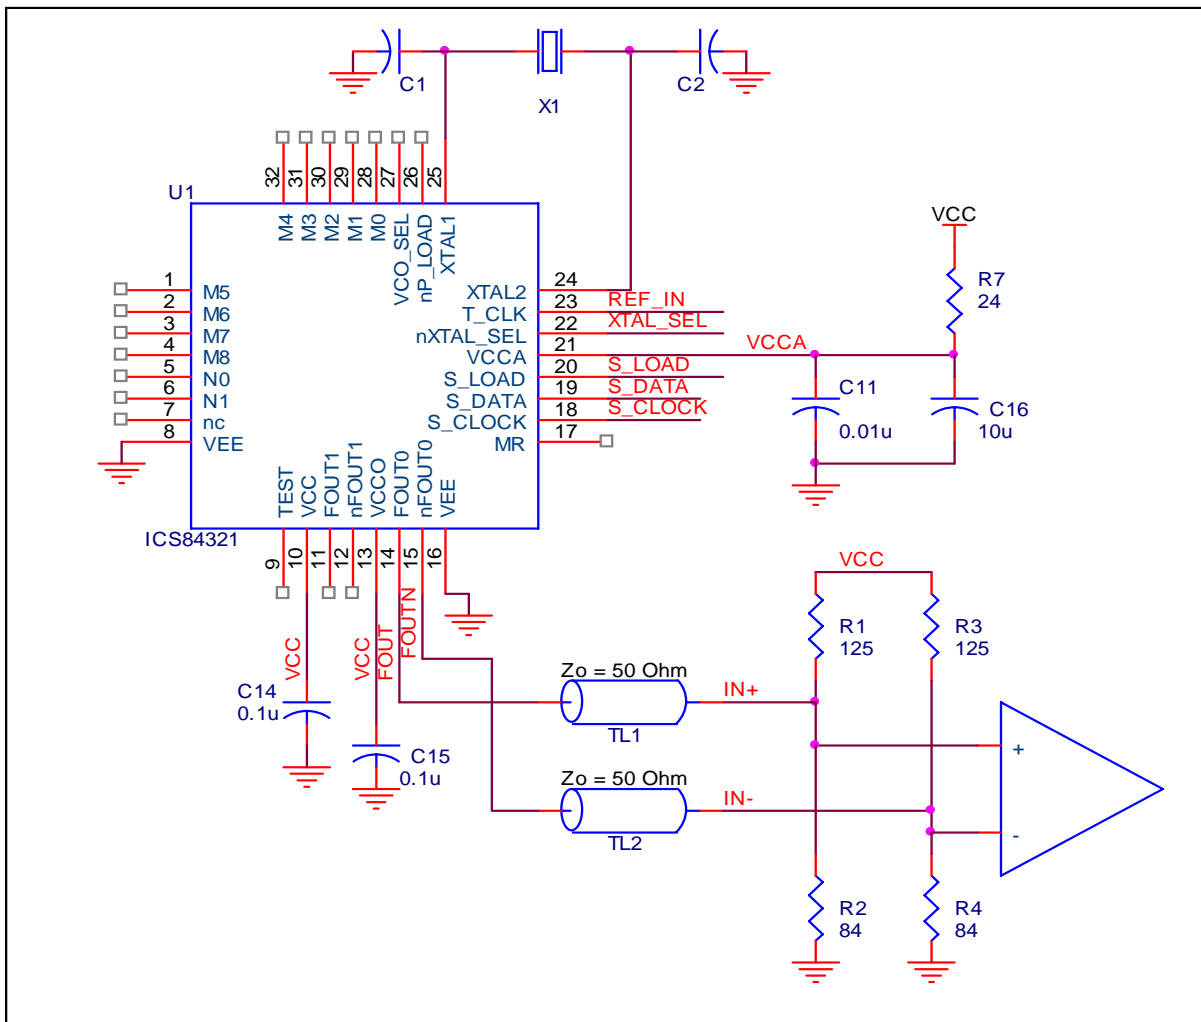 C1
X1
C2
U1
32
31
30
29
28
27
26
25
M4
M3
M2
M1
M0
VCO_SEL
nP_LOAD
XTAL1
VCC
R7
24
1
2
3
4
5
6
7
8
M5
M6
M7
M8
N0
N1
nc
VEE
XTAL2
T_CLK
nXTAL_SEL
VCCA
S_LOAD
S_DATA
S_CLOCK
MR
24
23
22
21
20
19
18
17
REF_IN
XTAL_SEL
VCCA
S_LOAD
S_DATA
S_CLOCK
C11
0.01u
C16
10u
TEST
VCC
FOUT1
nFOUT1
VCCO
FOUT0
nFOUT0
VEE
ICS84321
9
10
11
12
13
14
15
16
VCC
VCC
FOUT
FOUTN
C14
0.1u
C15
0.1u
VCC
R1
125
R3
125
Zo = 50 Ohm
TL1
IN+
Zo = 50 Ohm
TL2
IN-
+
-
R2
84
R4
84